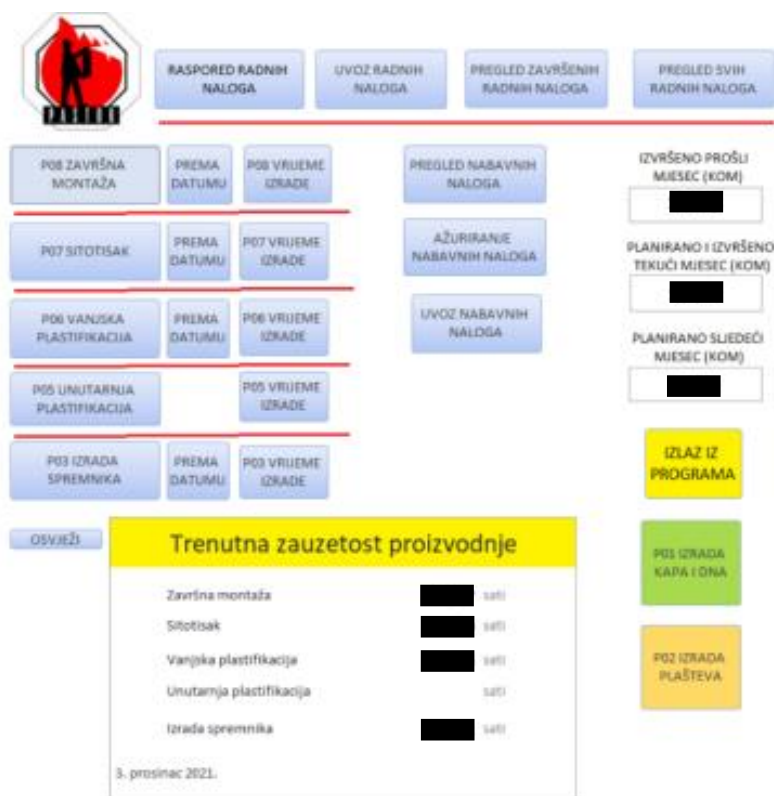 PASTOR
RASPORED RADNIH
NALOGA
UVOZ RADNIH
NALOGA
PREGLED ZAVRŠENIH
RADNIH NALOGA
PREGLED SVIH
RADNIH NALOGA
P08 ZAVRŠNA
MONTAŽA
PREMA
DATUMU
P08 VRIJEME
IZRADE
PREGLED NABAVNIH
NALOGA
IZVRŠENO PROŠLI
MJESEC (KOM)
P07 SITOTISAK
PREMA
DATUMU
P07 VRIJEME
IZRADE
AŽURIRANJE
NABAVNIH NALOGA
PLANIRANO I IZVRŠENO
TEKUĆI MJESEC (KOM)
P06 VANJSKA
PLASTIFIKACIJA
PREMA
DATUMU
P06 VRIJEME
IZRADE
UVOZ NABAVNIH
NALOGA
PLANIRANO SLJEDEĆI
MJESEC (KOM)
P05 UNUTARNJA
PLASTIFIKACIJA
P05 VRIJEME
IZRADE
P03 IZRADA
SPREMNIKA
PREMA
DATUMU
P03 VRIJEME
IZRADE
IZLAZ IZ
PROGRAMA
OSVJEŽI
Trenutna zauzetost proizvodnje
P01 IZRADA
KAPA I DNA
Završna montaža sati
Sitotisak sati
Vanjska plastifikacija sati
Unutarnja plastifikacija sati
Izrada spremnika sati
P02 IZRADA
PLAŠTEVA
3. prosinac 2021.